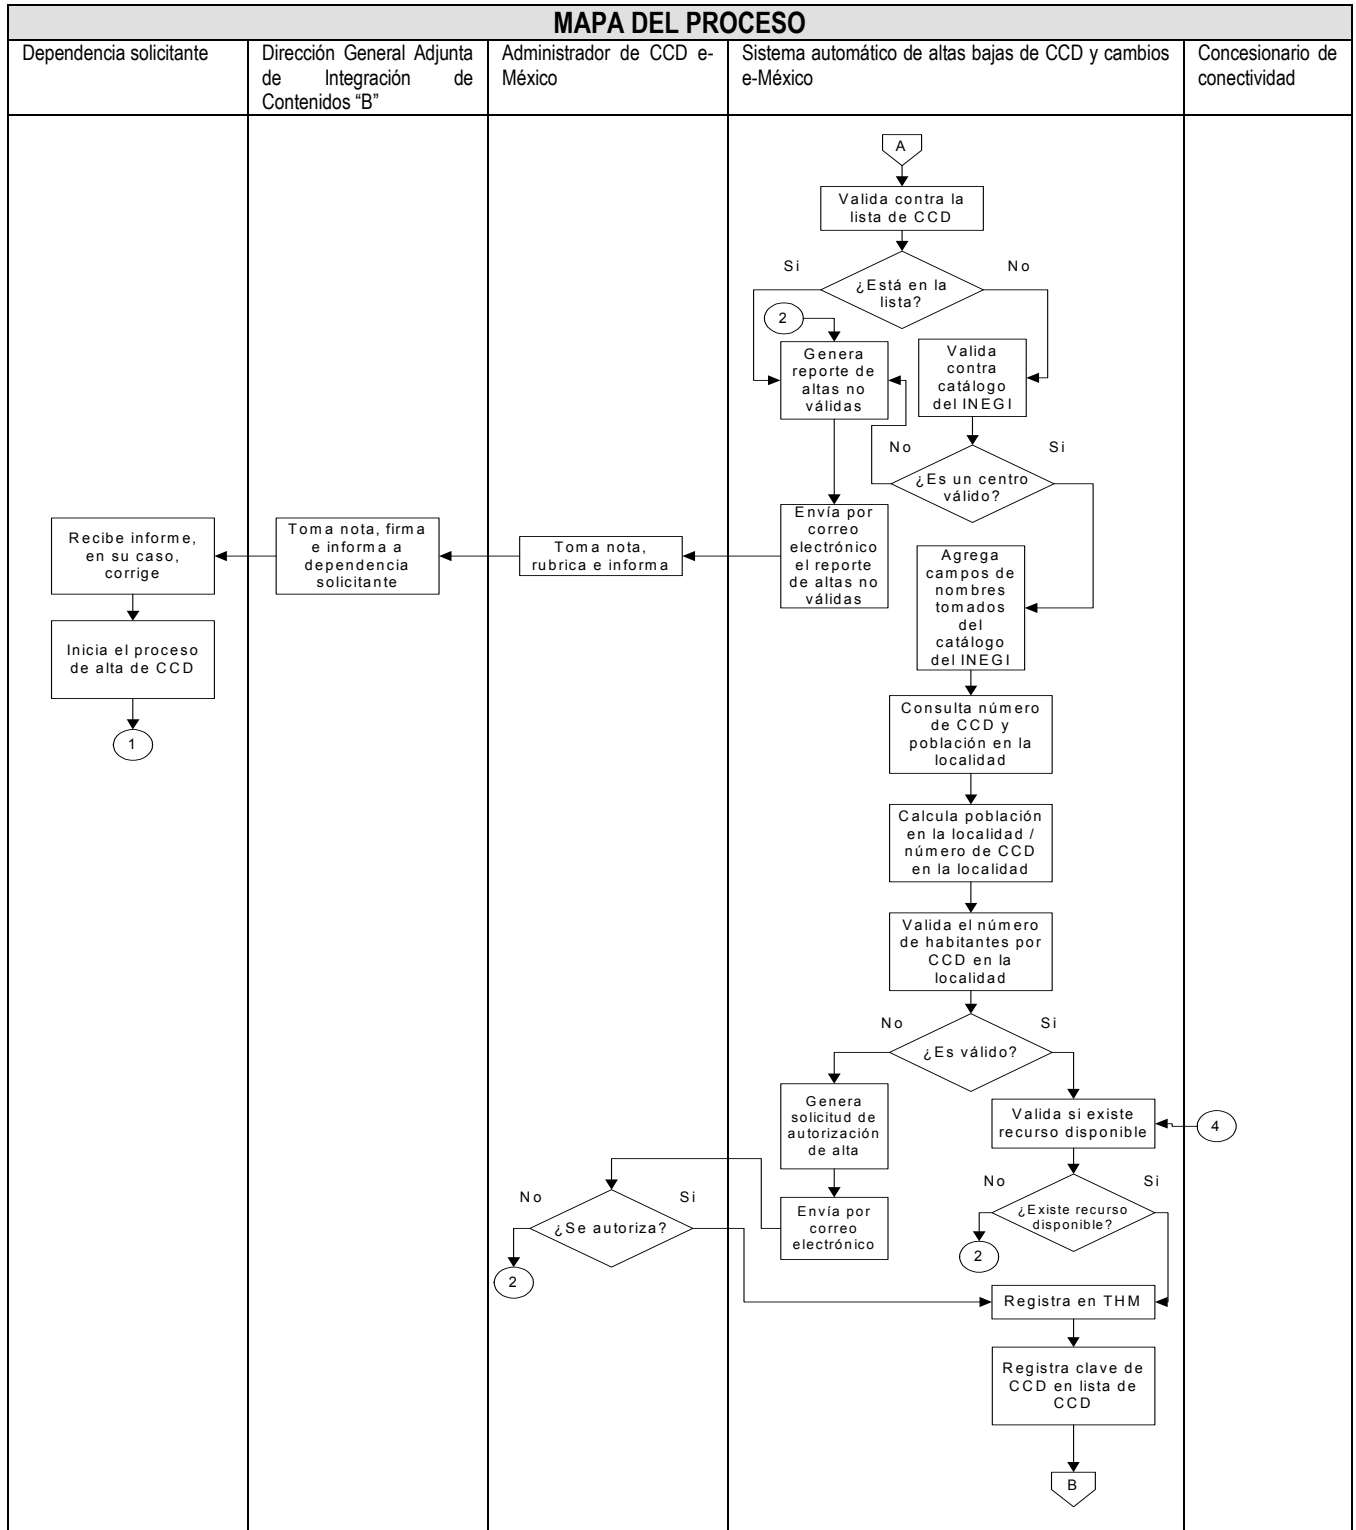 MAPA DEL PROCESO
Dependencia solicitante
Dirección General Adjunta
de Integración de
Contenidos “B”
Administrador de CCD e-
México
Sistema automático de altas bajas de CCD y cambios
e-México
Concesionario de
conectividad
A
Valida contra la
lista de CCD
Si
No
¿Está en la
lista?
2
Genera
reporte de
altas no
válidas
Valida
contra
catálogo
del INEGI
No
Si
¿Es un centro
válido?
Recibe informe,
en su caso,
corrige
Toma nota, firma
e informa a
dependencia
solicitante
Toma nota,
rubrica e informa
Envía por
correo
electrónico
el reporte
de altas no
válidas
Agrega
campos de
nombres
tomados
del
catálogo
del INEGI
Inicia el proceso
de alta de CCD
1
Consulta número
de CCD y
población en la
localidad
Calcula población
en la localidad /
número de CCD
en la localidad
Valida el número
de habitantes por
CCD en la
localidad
No
Si
¿Es válido?
Genera
solicitud de
autorización
de alta
Valida si existe
recurso disponible
4
No
Si
¿Se autoriza?
2
Envía por
correo
electrónico
No
Si
¿Existe recurso
disponible?
2
Registra en THM
Registra clave de
CCD en lista de
CCD
B